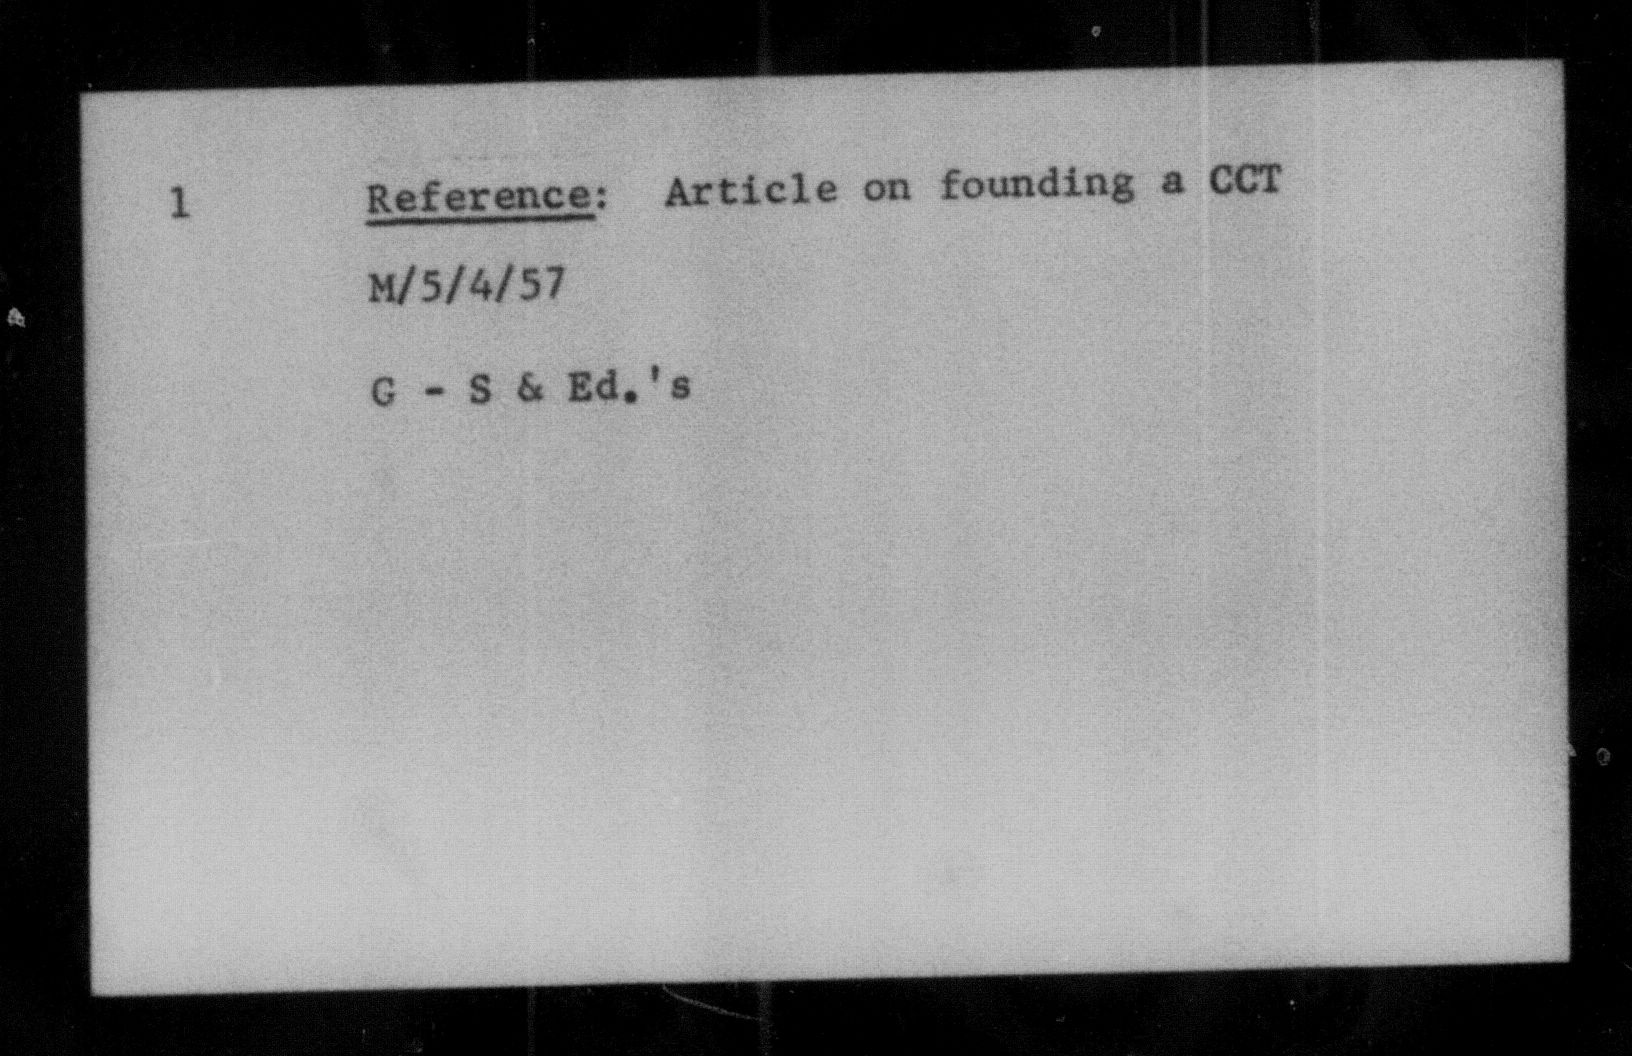 1 Reference: Article on founding a CCT
M/5/4/57
G - S & Ed.'s